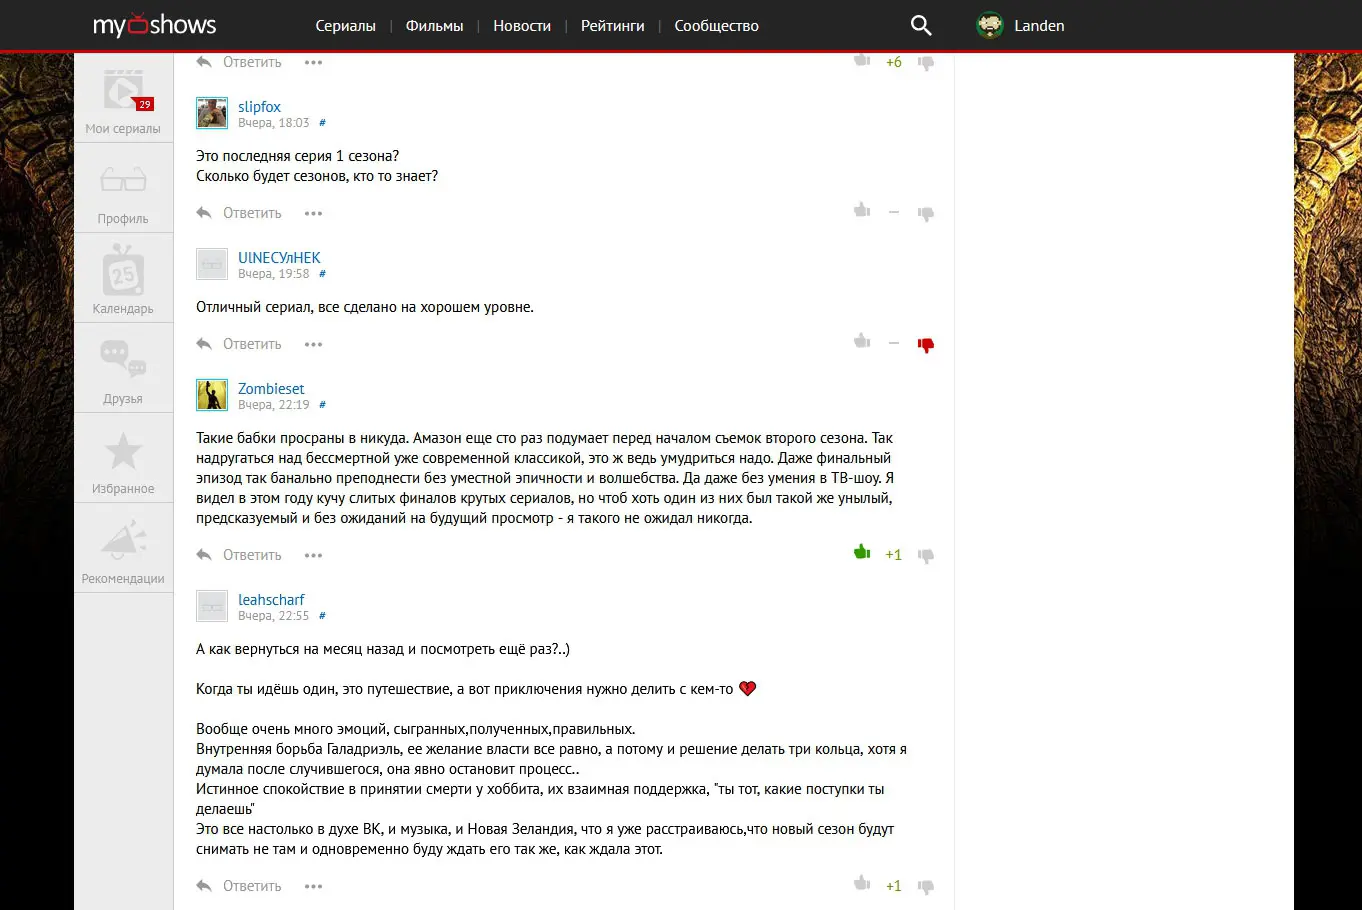 myshows
Сериалы | Фильмы | Новости | Рейтинги | Сообщество
Landen
29
Мои сериалы
Профиль
25
Календарь
Друзья
Избранное
Рекомендации
Ответить ••• +6
slipfox
Вчера, 18:03 #
Это последняя серия 1 сезона?
Сколько будет сезонов, кто то знает?
Ответить ••• –
UlNECУлHEK
Вчера, 19:58 #
Отличный сериал, все сделано на хорошем уровне.
Ответить ••• –
Zombieset
Вчера, 22:19 #
Такие бабки просраны в никуда. Амазон еще сто раз подумает перед началом съемок второго сезона. Так
надругаться над бессмертной уже современной классикой, это ж ведь умудриться надо. Даже финальный
эпизод так банально преподнести без уместной эпичности и волшебства. Да даже без умения в ТВ-шоу. Я
видел в этом году кучу слитых финалов крутых сериалов, но чтоб хоть один из них был такой же унылый,
предсказуемый и без ожиданий на будущий просмотр - я такого не ожидал никогда.
Ответить ••• +1
leahscharf
Вчера, 22:55 #
А как вернуться на месяц назад и посмотреть ещё раз?..)
Когда ты идёшь один, это путешествие, а вот приключения нужно делить с кем-то 💔
Вообще очень много эмоций, сыгранных,полученных,правильных.
Внутренняя борьба Галадриэль, ее желание власти все равно, а потому и решение делать три кольца, хотя я
думала после случившегося, она явно остановит процесс..
Истинное спокойствие в принятии смерти у хоббита, их взаимная поддержка, "ты тот, какие поступки ты
делаешь"
Это все настолько в духе ВК, и музыка, и Новая Зеландия, что я уже расстраиваюсь,что новый сезон будут
снимать не там и одновременно буду ждать его так же, как ждала этот.
Ответить ••• +1